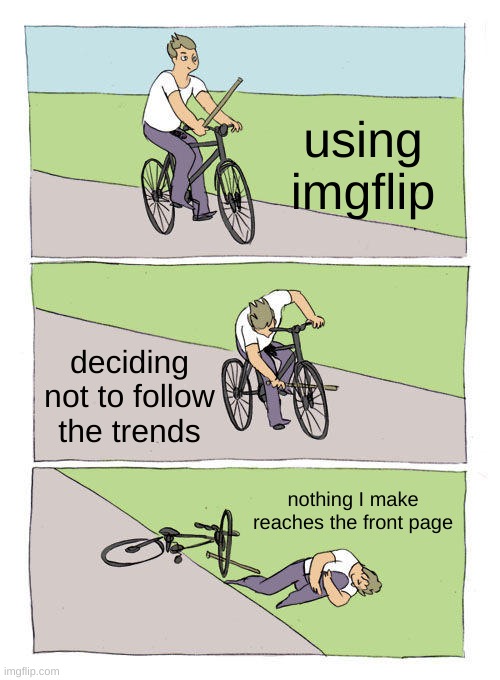 using
imgflip
deciding
not to follow
the trends
nothing I make
reaches the front page
imgflip.com